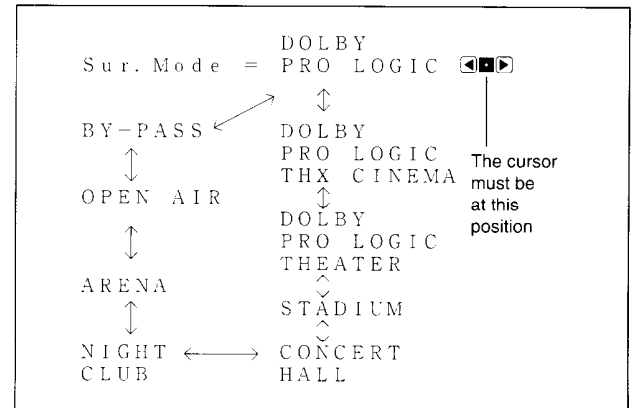 DOLBY
Sur. Mode = PRO LOGIC
BY-PASS
OPEN AIR
ARENA
NIGHT
CLUB
DOLBY
PRO LOGIC
THX CINEMA
DOLBY
PRO LOGIC
THEATER
STADIUM
CONCERT
HALL
The cursor
must be
at this
position